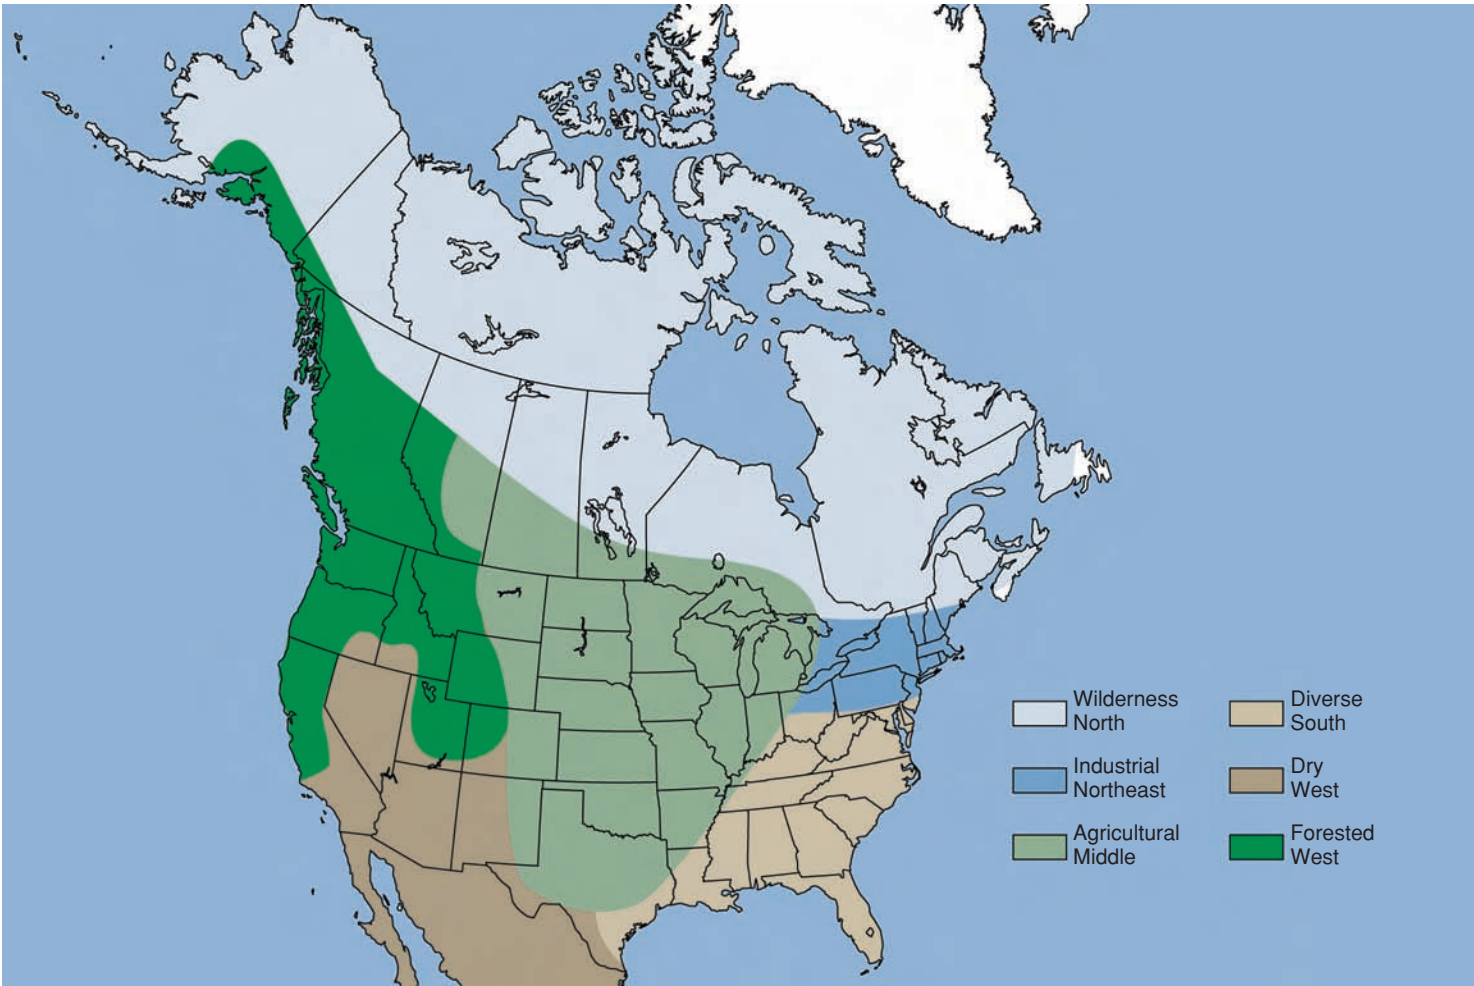 Wilderness
North
Industrial
Northeast
Agricultural
Middle
Diverse
South
Dry
West
Forested
West